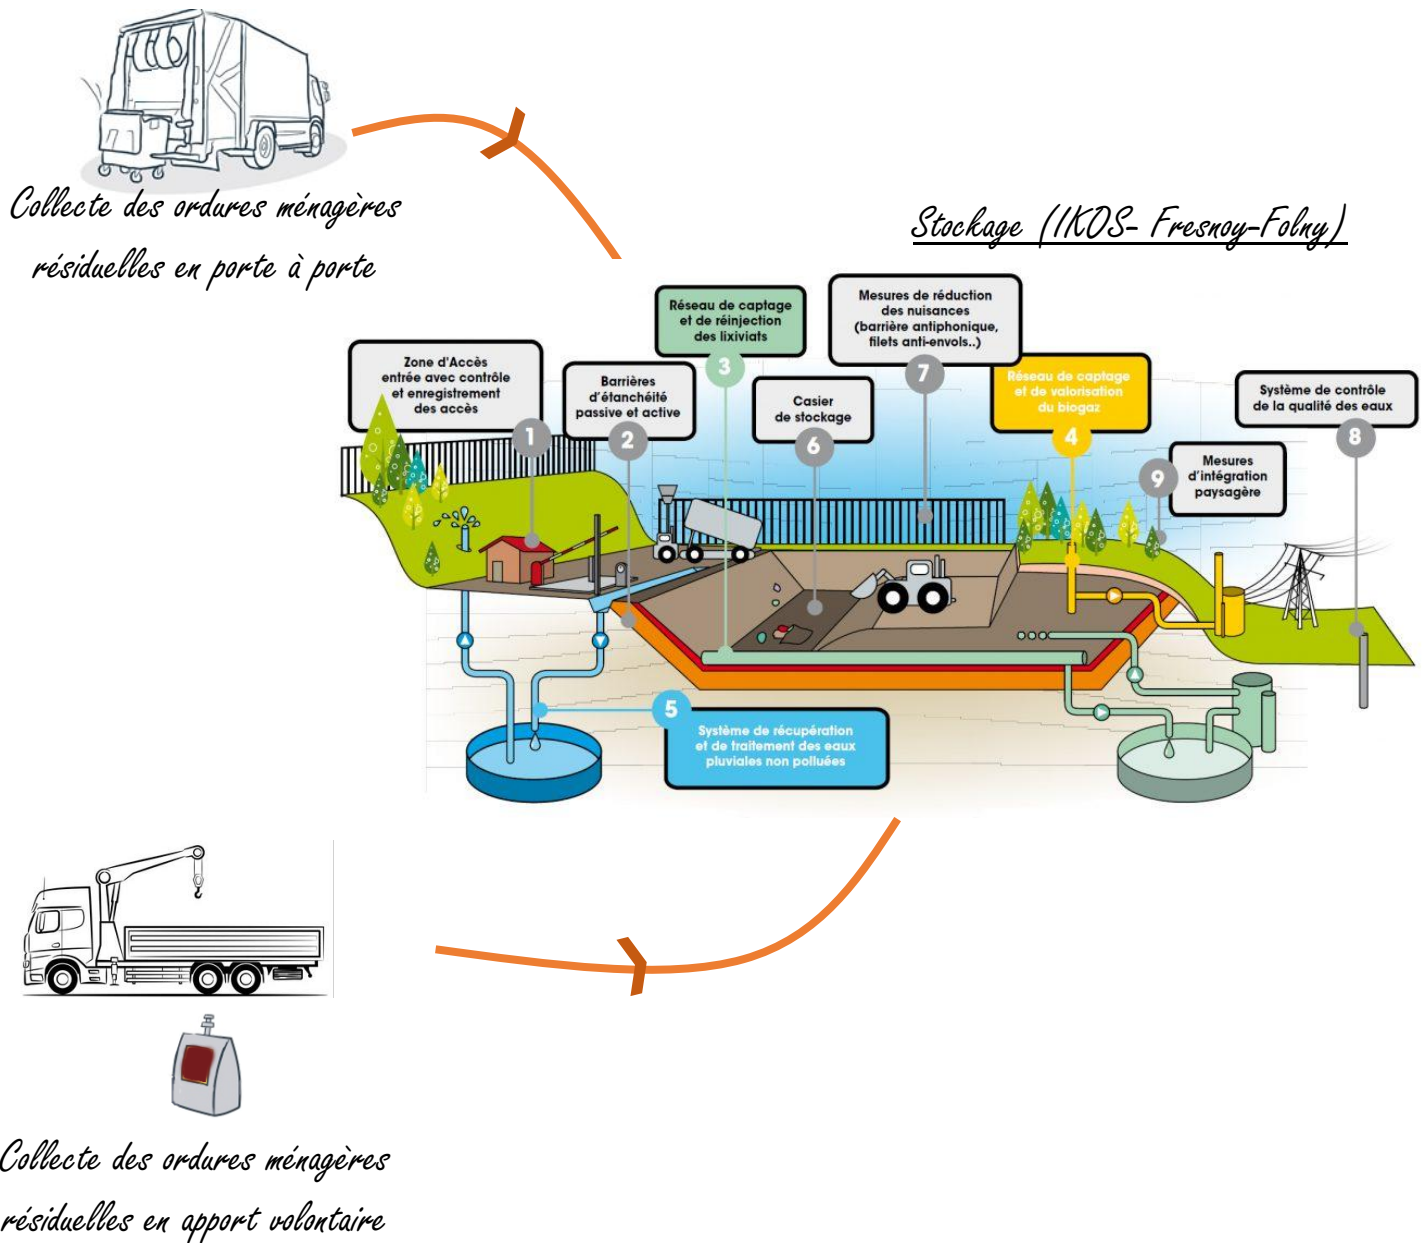 Collecte des ordures ménagères
résiduelles en porte à porte
Stockage (IKOS- Fresnoy-Folny)
Zone d'Accès
entrée avec contrôle
et enregistrement
des accès
1
Barrières
d'étanchéité
passive et active
2
Réseau de captage
et de réinjection
des lixiviats
3
Casier
de stockage
6
Mesures de réduction
des nuisances
(barrière antiphonique,
filets anti-envols..)
7
Réseau de captage
et de valorisation
du biogaz
4
Mesures
d'intégration
paysagère
9
Système de contrôle
de la qualité des eaux
8
5
Système de récupération
et de traitement des eaux
pluviales non polluées
Collecte des ordures ménagères
résiduelles en apport volontaire